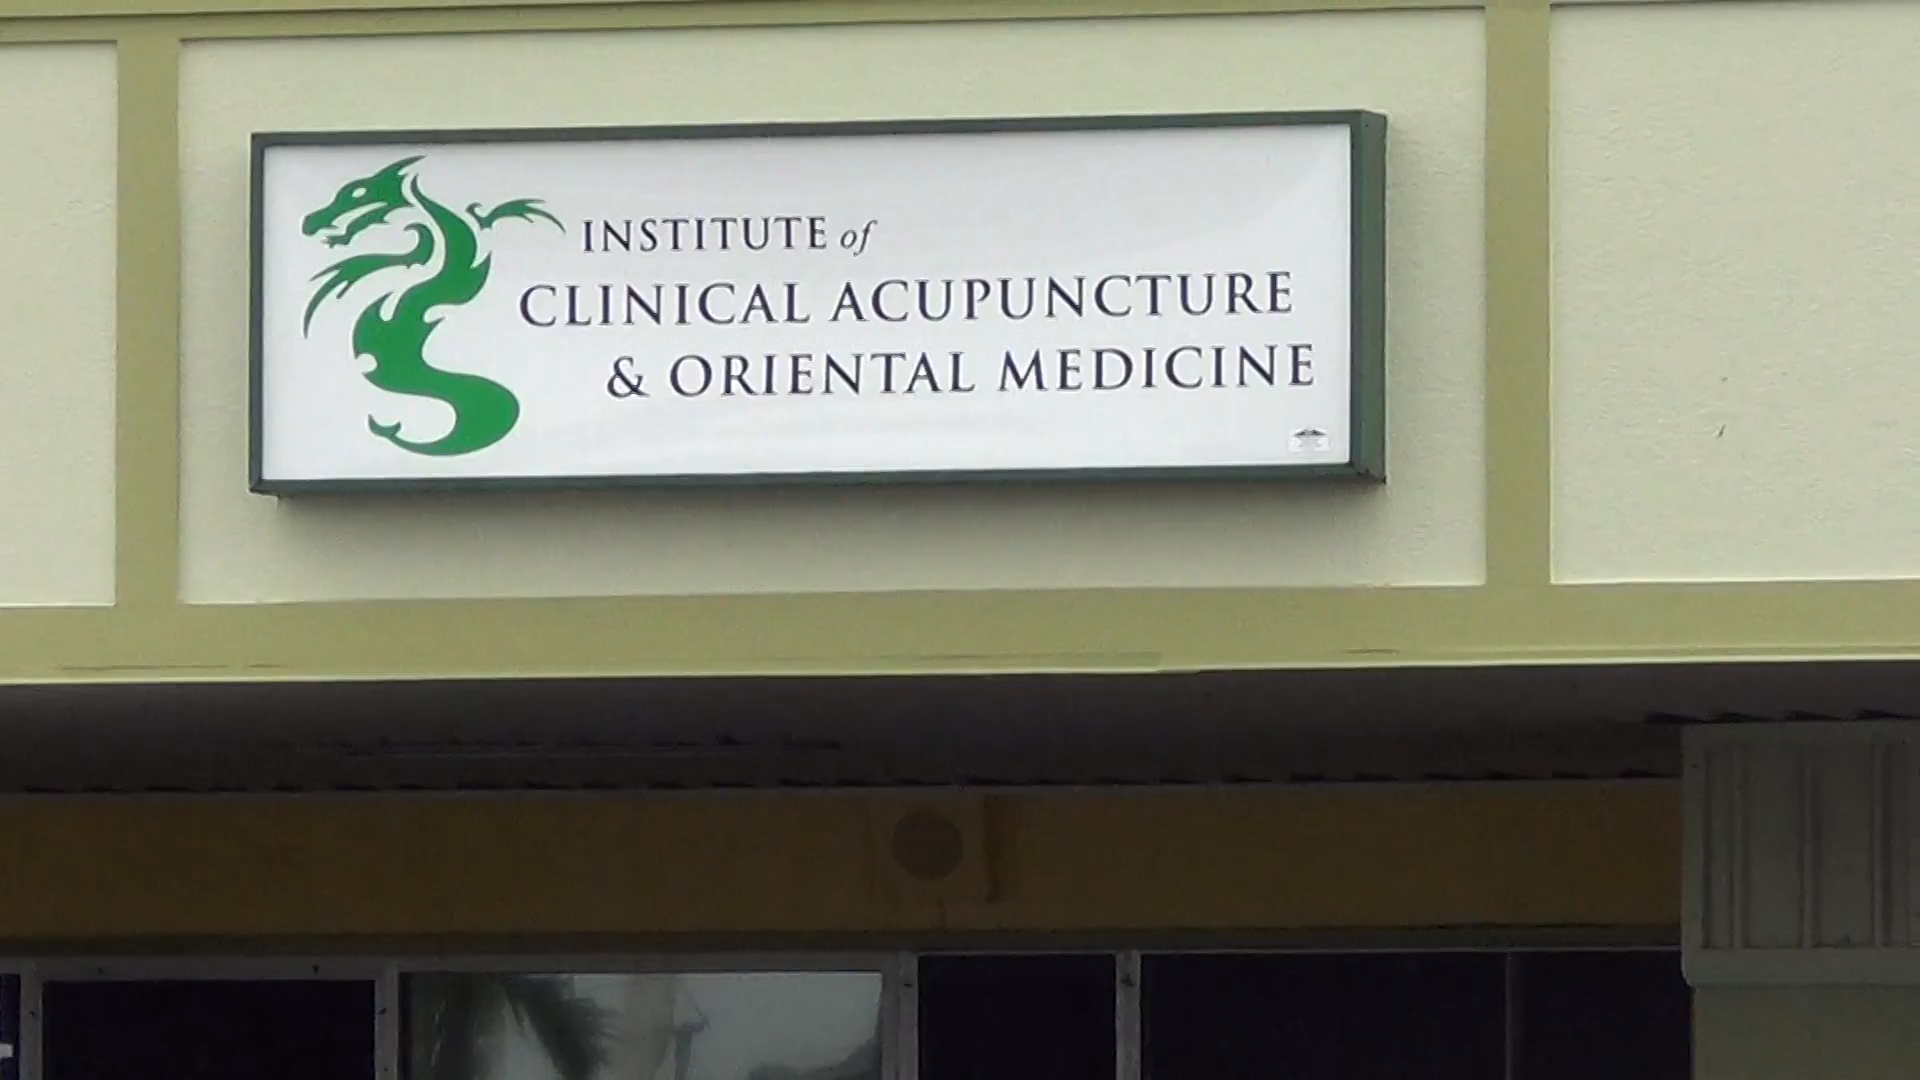 INSTITUTE of
CLINICAL ACUPUNCTURE
& ORIENTAL MEDICINE